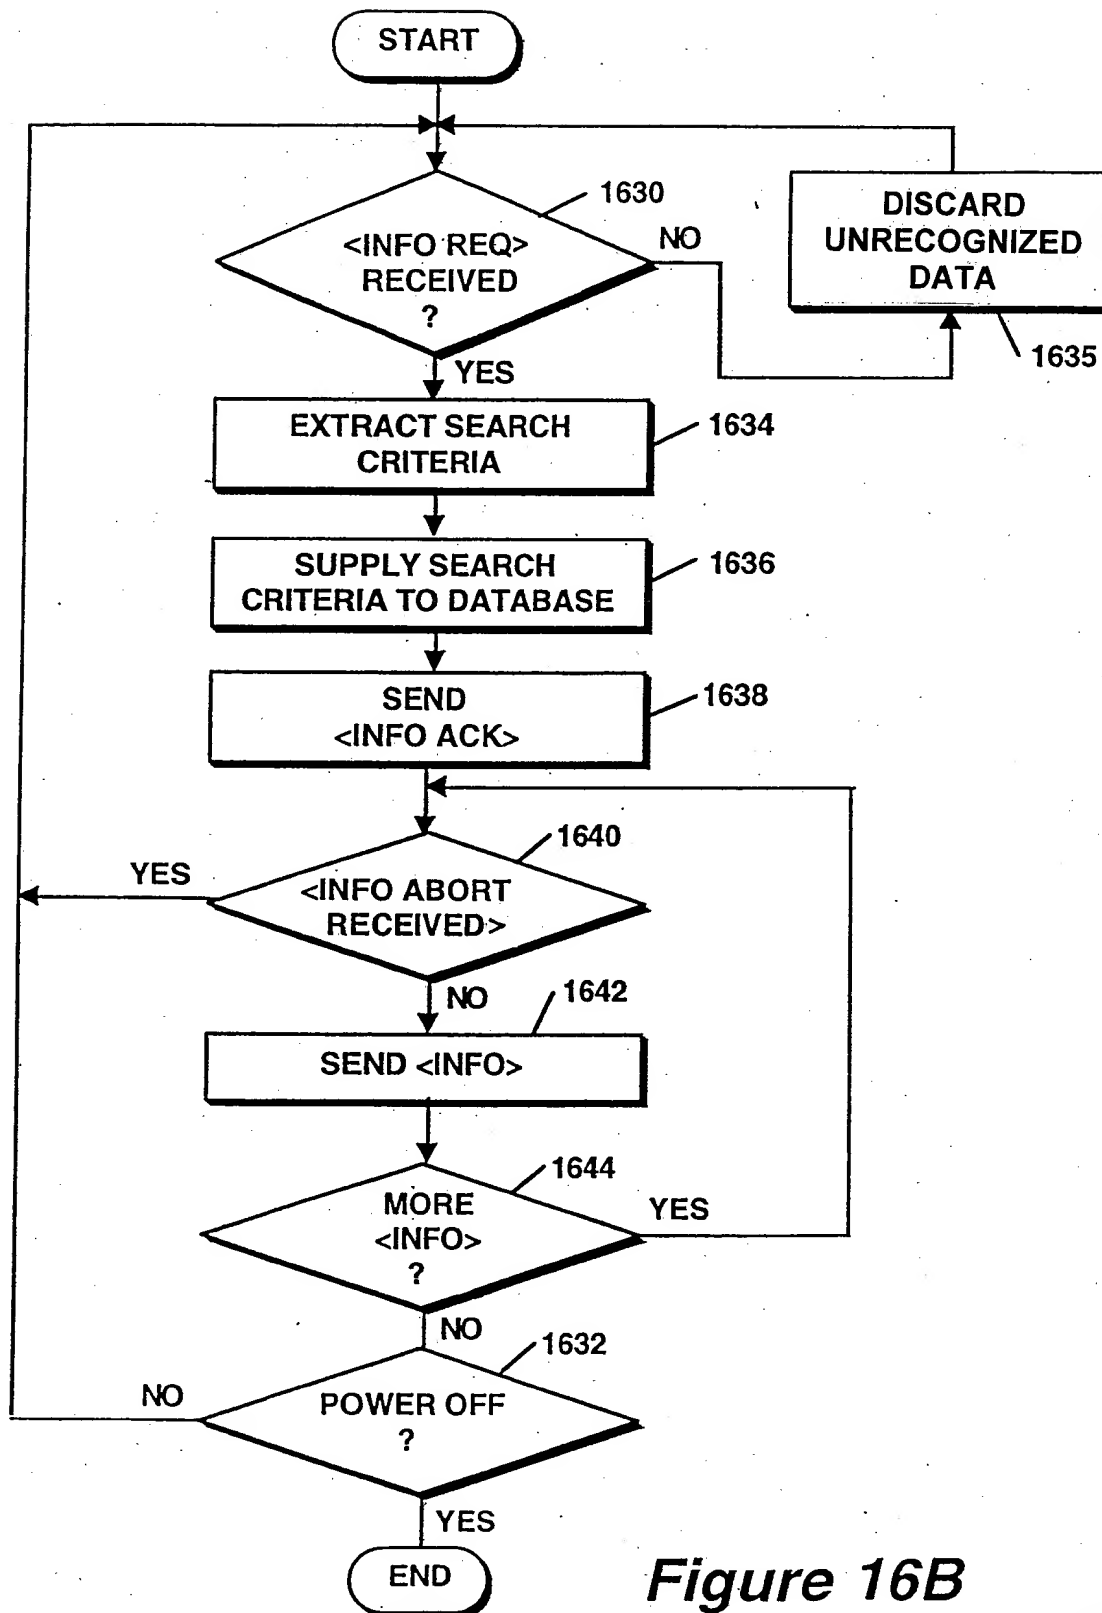 START
1630
<INFO REQ>
RECEIVED
?
NO
DISCARD
UNRECOGNIZED
DATA
1635
YES
EXTRACT SEARCH
CRITERIA
1634
SUPPLY SEARCH
CRITERIA TO DATABASE
1636
SEND
<INFO ACK>
1638
1640
YES
<INFO ABORT
RECEIVED>
NO
1642
SEND <INFO>
1644
MORE
<INFO>
?
YES
NO
1632
NO
POWER OFF
?
YES
END
Figure 16B